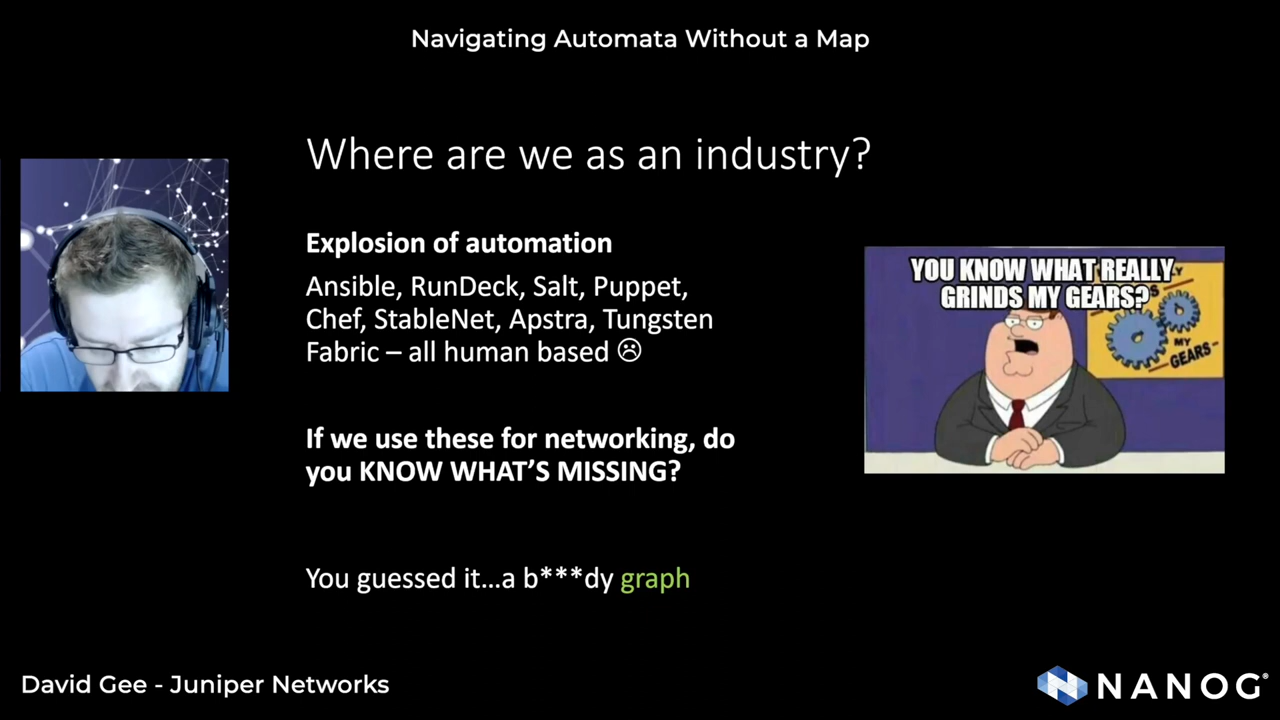 Navigating Automata Without a Map
Where are we as an industry?
Explosion of automation
Ansible, RunDeck, Salt, Puppet,
Chef, StableNet, Apstra, Tungsten
Fabric – all human based ☹
If we use these for networking, do
you KNOW WHAT'S MISSING?
You guessed it...a b***dy graph
YOU KNOW WHAT REALLY
GRINDS MY GEARS?
MY
GEARS
David Gee - Juniper Networks
NANOG®